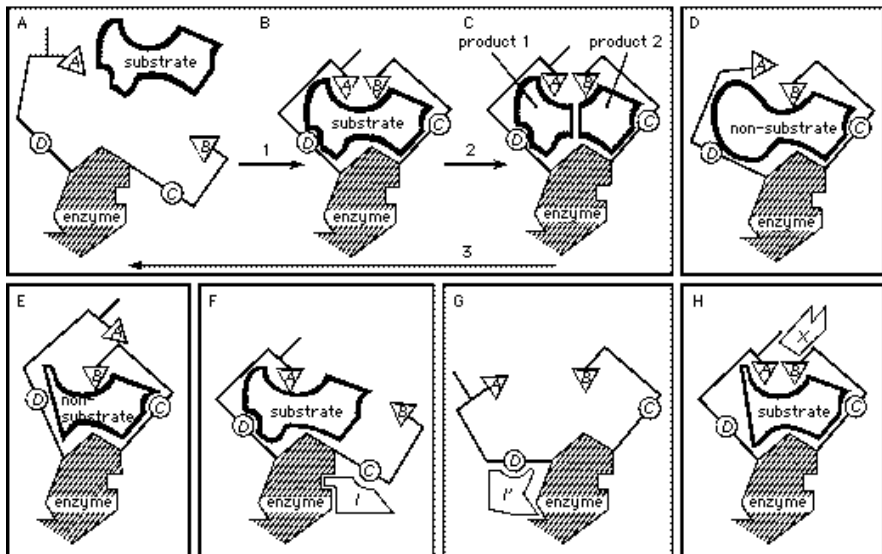 A
B
C
D
product 1
product 2
substrate
A
A
B
A
B
A
B
substrate
non-substrate
D
B
D
C
D
C
D
C
1
2
C
enzyme
enzyme
enzyme
enzyme
3
E
F
G
H
X
A
B
A
A
B
A
B
non-
substrate
substrate
substrate
D
C
D
B
D
C
D
C
I
I'
enzyme
enzyme
enzyme
enzyme